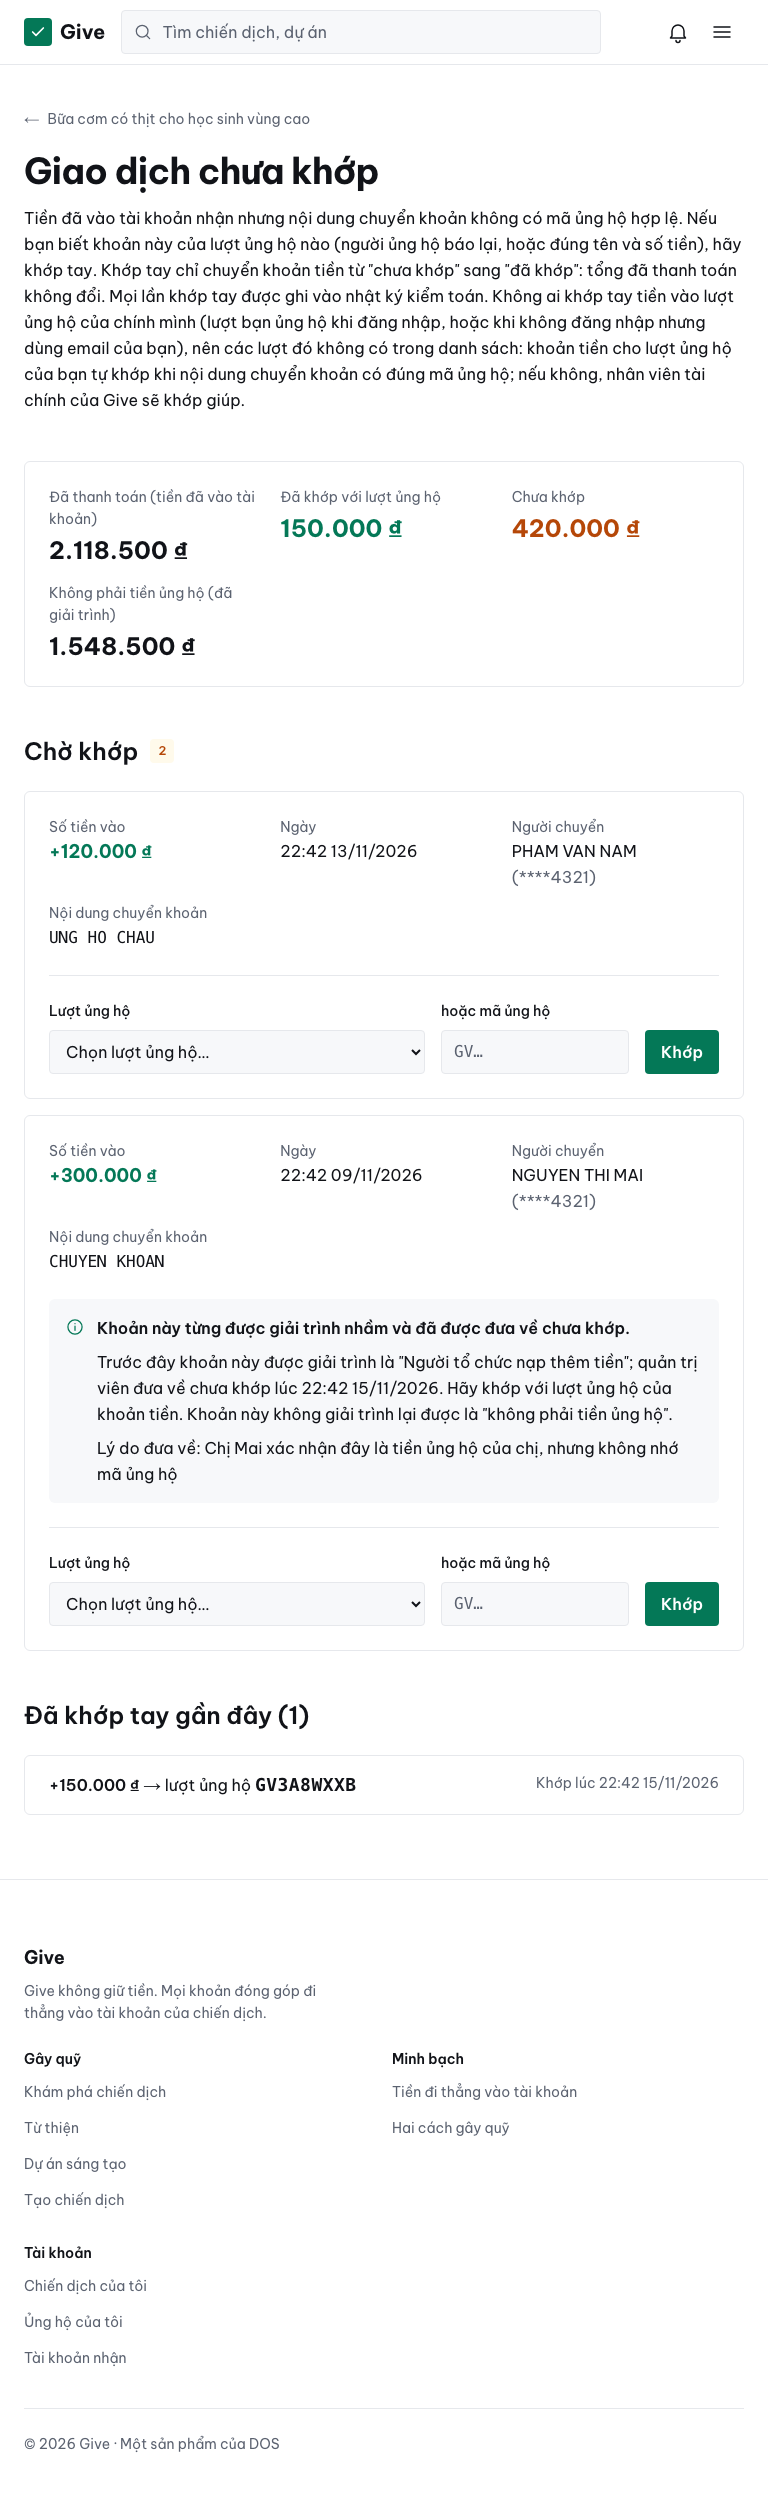 Give
Tìm chiến dịch, dự án
← Bữa cơm có thịt cho học sinh vùng cao
Giao dịch chưa khớp
Tiền đã vào tài khoản nhận nhưng nội dung chuyển khoản không có mã ủng hộ hợp lệ. Nếu
bạn biết khoản này của lượt ủng hộ nào (người ủng hộ báo lại, hoặc đúng tên và số tiền), hãy
khớp tay. Khớp tay chỉ chuyển khoản tiền từ "chưa khớp" sang "đã khớp": tổng đã thanh toán
không đổi. Mọi lần khớp tay được ghi vào nhật ký kiểm toán. Không ai khớp tay tiền vào lượt
ủng hộ của chính mình (lượt bạn ủng hộ khi đăng nhập, hoặc khi không đăng nhập nhưng
dùng email của bạn), nên các lượt đó không có trong danh sách: khoản tiền cho lượt ủng hộ
của bạn tự khớp khi nội dung chuyển khoản có đúng mã ủng hộ; nếu không, nhân viên tài
chính của Give sẽ khớp giúp.
Đã thanh toán (tiền đã vào tài
khoản)
2.118.500 ₫
Đã khớp với lượt ủng hộ
150.000 ₫
Chưa khớp
420.000 ₫
Không phải tiền ủng hộ (đã
giải trình)
1.548.500 ₫
Chờ khớp 2
Số tiền vào
+120.000 ₫
Ngày
22:42 13/11/2026
Người chuyển
PHAM VAN NAM
(****4321)
Nội dung chuyển khoản
UNG HO CHAU
Lượt ủng hộ
Chọn lượt ủng hộ…
hoặc mã ủng hộ
GV…
Khớp
Số tiền vào
+300.000 ₫
Ngày
22:42 09/11/2026
Người chuyển
NGUYEN THI MAI
(****4321)
Nội dung chuyển khoản
CHUYEN KHOAN
Khoản này từng được giải trình nhầm và đã được đưa về chưa khớp.
Trước đây khoản này được giải trình là "Người tổ chức nạp thêm tiền"; quản trị
viên đưa về chưa khớp lúc 22:42 15/11/2026. Hãy khớp với lượt ủng hộ của
khoản tiền. Khoản này không giải trình lại được là "không phải tiền ủng hộ".
Lý do đưa về: Chị Mai xác nhận đây là tiền ủng hộ của chị, nhưng không nhớ
mã ủng hộ
Lượt ủng hộ
Chọn lượt ủng hộ…
hoặc mã ủng hộ
GV…
Khớp
Đã khớp tay gần đây (1)
+150.000 ₫ → lượt ủng hộ GV3A8WXXB
Khớp lúc 22:42 15/11/2026
Give
Give không giữ tiền. Mọi khoản đóng góp đi
thẳng vào tài khoản của chiến dịch.
Gây quỹ
Khám phá chiến dịch
Từ thiện
Dự án sáng tạo
Tạo chiến dịch
Minh bạch
Tiền đi thẳng vào tài khoản
Hai cách gây quỹ
Tài khoản
Chiến dịch của tôi
Ủng hộ của tôi
Tài khoản nhận
© 2026 Give · Một sản phẩm của DOS